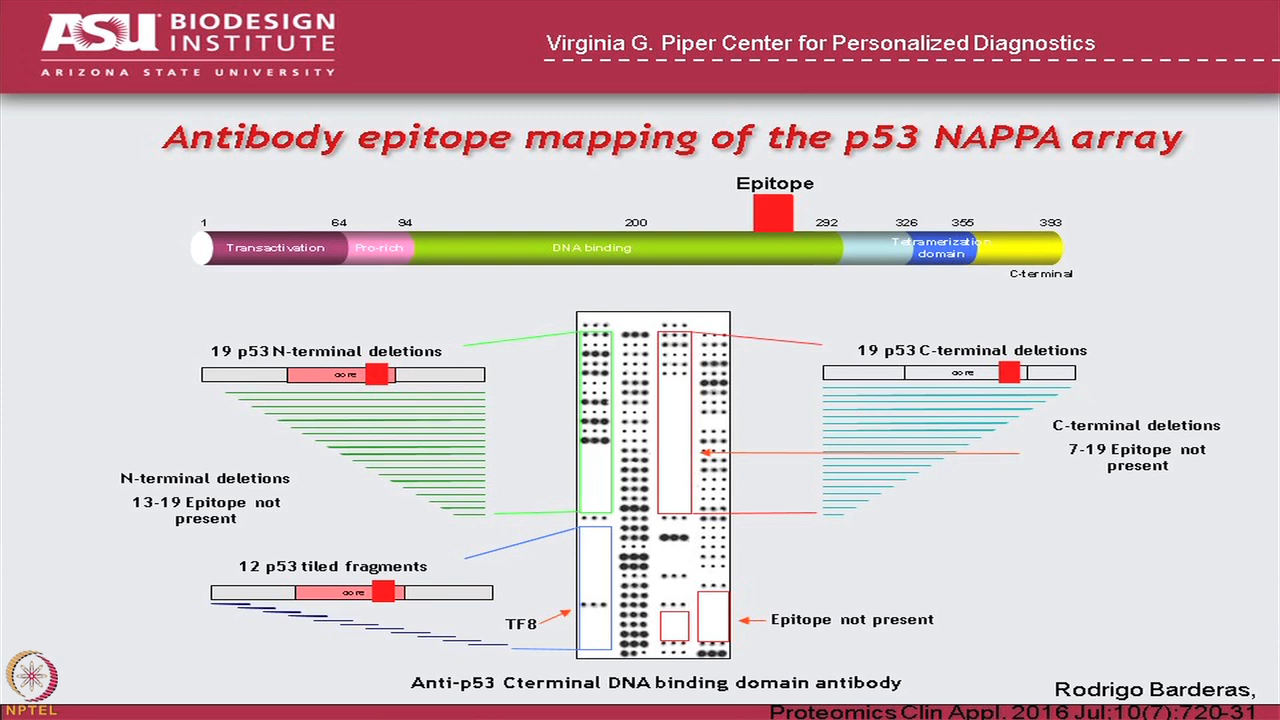 ASU BIODESIGN
INSTITUTE
ARIZONA STATE UNIVERSITY
Virginia G. Piper Center for Personalized Diagnostics
Antibody epitope mapping of the p53 NAPPA array
Epitope
1 64 94 200 292 326 355 393
Transactivation Pro-rich DNA binding Tetramerization
domain
C-terminal
19 p53 N-terminal deletions
core
19 p53 C-terminal deletions
core
C-terminal deletions
7-19 Epitope not
present
N-terminal deletions
13-19 Epitope not
present
12 p53 tiled fragments
core
TF8
Epitope not present
Anti-p53 Cterminal DNA binding domain antibody
Rodrigo Barderas,
Proteomics Clin Appl. 2016 Jul;10(7):720-31
NPTEL